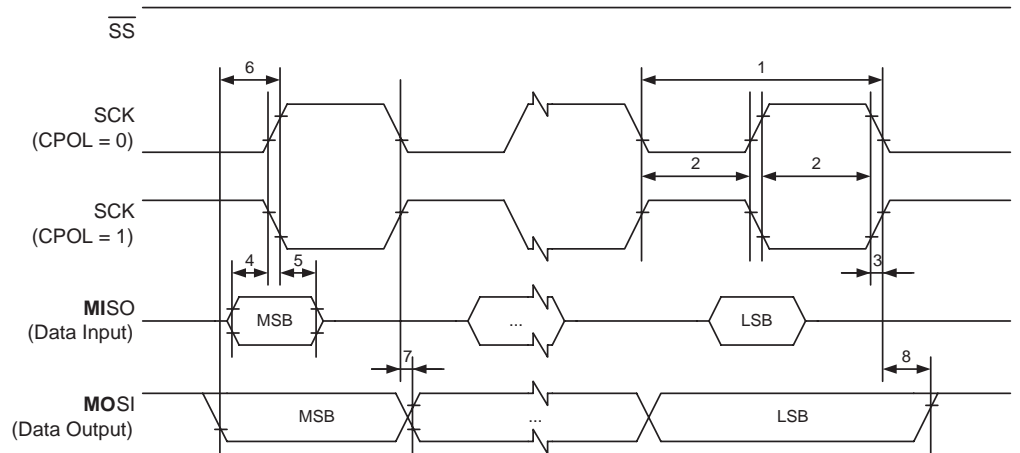 SS
6
1
SCK
(CPOL = 0)
2
2
SCK
(CPOL = 1)
4
5
3
MISO
(Data Input)
MSB
...
LSB
7
8
MOSI
(Data Output)
MSB
...
LSB